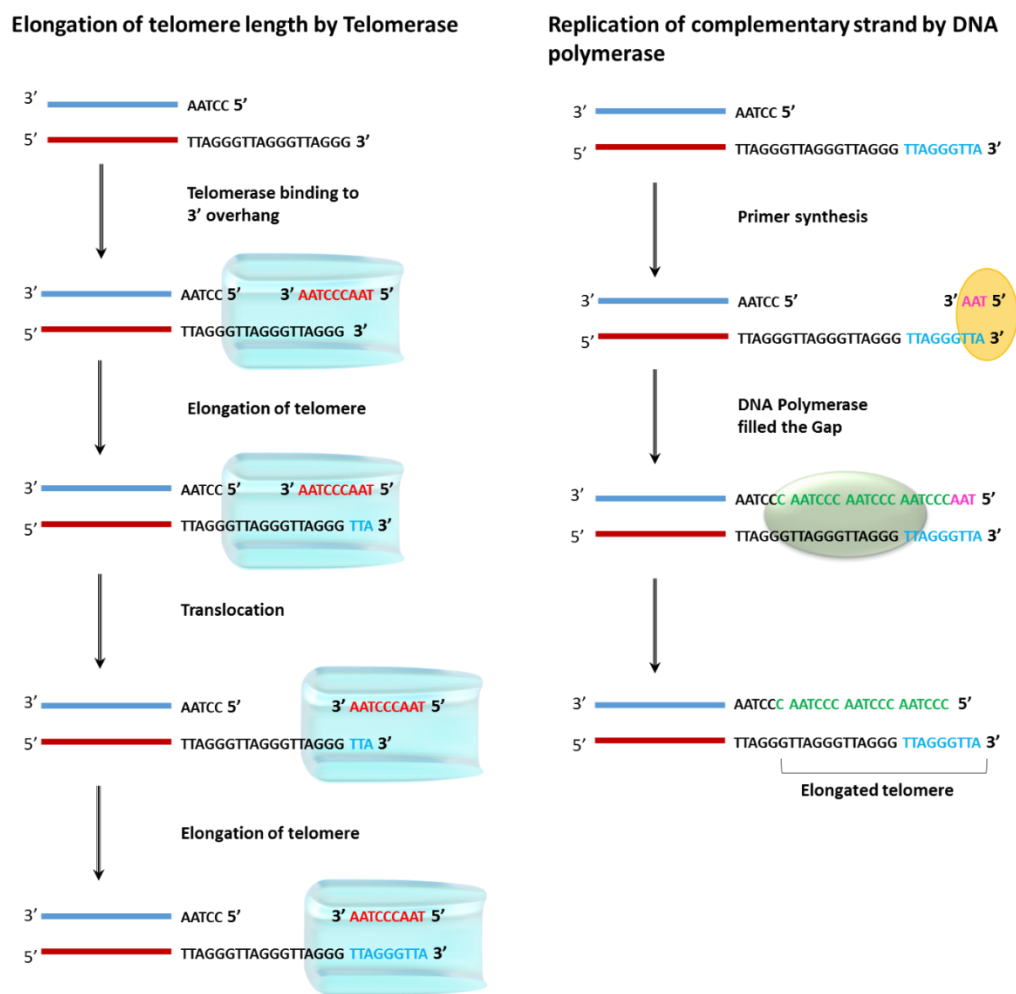 Elongation of telomere length by Telomerase
3’ AATCC 5’
5’ TTAGGGTTAGGGTTAGGG 3’
Telomerase binding to
3’ overhang
3’ AATCC 5’ 3’ AATCCCAAT 5’
5’ TTAGGGTTAGGGTTAGGG 3’
Elongation of telomere
3’ AATCC 5’ 3’ AATCCCAAT 5’
5’ TTAGGGTTAGGGTTAGGG TTA 3’
Translocation
3’ AATCC 5’ 3’ AATCCCAAT 5’
5’ TTAGGGTTAGGGTTAGGG TTA 3’
Elongation of telomere
3’ AATCC 5’ 3’ AATCCCAAT 5’
5’ TTAGGGTTAGGGTTAGGG TTAGGGTTA 3’
Replication of complementary strand by DNA
polymerase
3’ AATCC 5’
5’ TTAGGGTTAGGGTTAGGG TTAGGGTTA 3’
Primer synthesis
3’ AATCC 5’ 3’ AAT 5’
5’ TTAGGGTTAGGGTTAGGG TTAGGGTTA 3’
DNA Polymerase
filled the Gap
3’ AATCCC AATCCC AATCCC AATCCCAAT 5’
5’ TTAGGGTTAGGGTTAGGG TTAGGGTTA 3’
3’ AATCCC AATCCC AATCCC AATCCC 5’
5’ TTAGGGTTAGGGTTAGGG TTAGGGTTA 3’
Elongated telomere